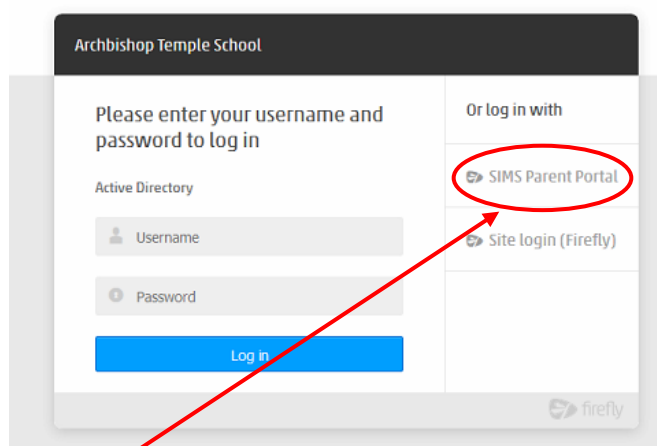 Archbishop Temple School
Please enter your username and
password to log in
Active Directory
Username
Password
Log in
Or log in with
SIMS Parent Portal
Site login (Firefly)
firefly